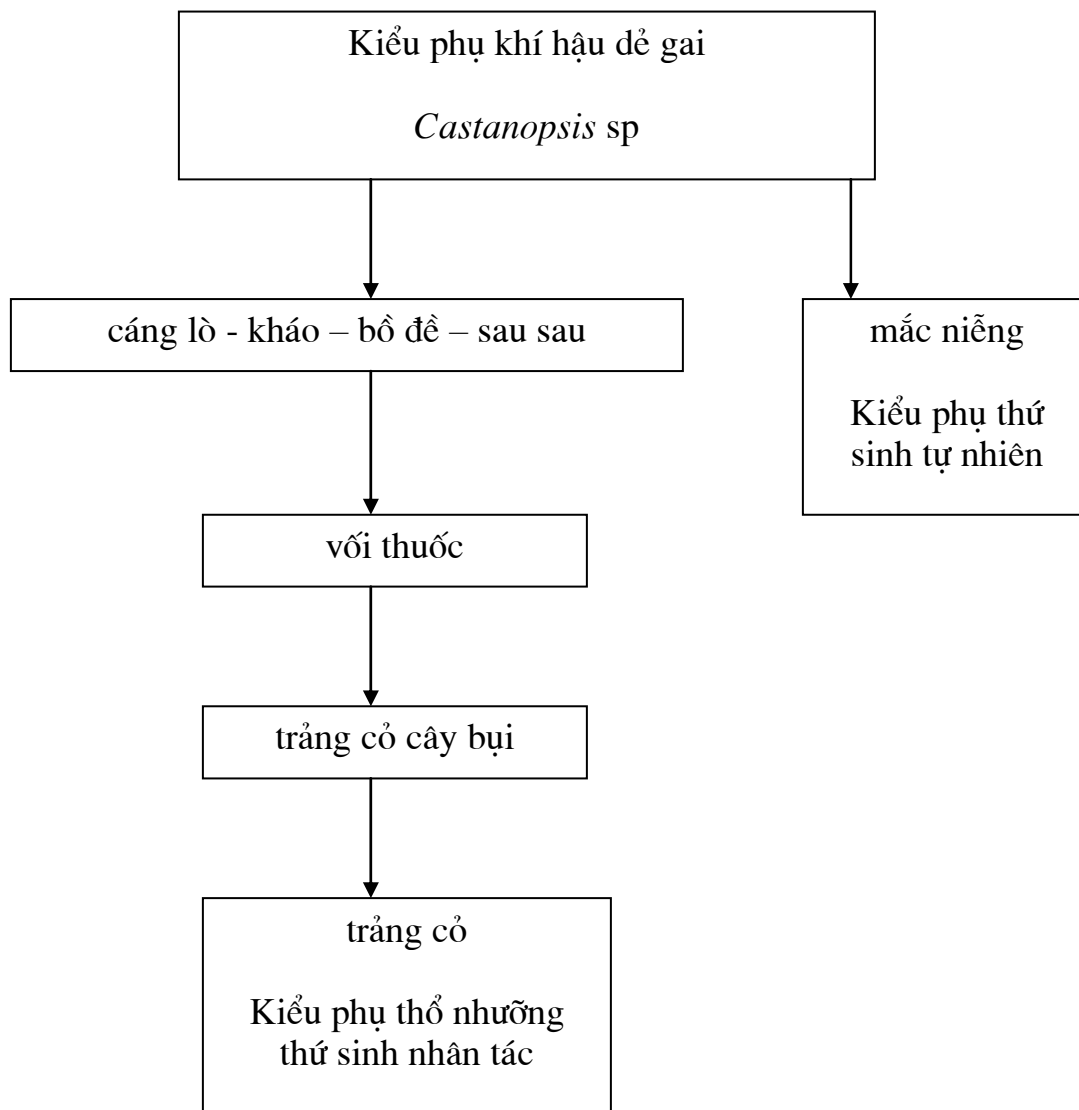 Kiểu phụ khí hậu dẻ gai
Castanopsis sp
cáng lò - kháo – bồ đề – sau sau
mắc niễng
Kiểu phụ thứ
sinh tự nhiên
vối thuốc
trảng cỏ cây bụi
trảng cỏ
Kiểu phụ thổ nhưỡng
thứ sinh nhân tác